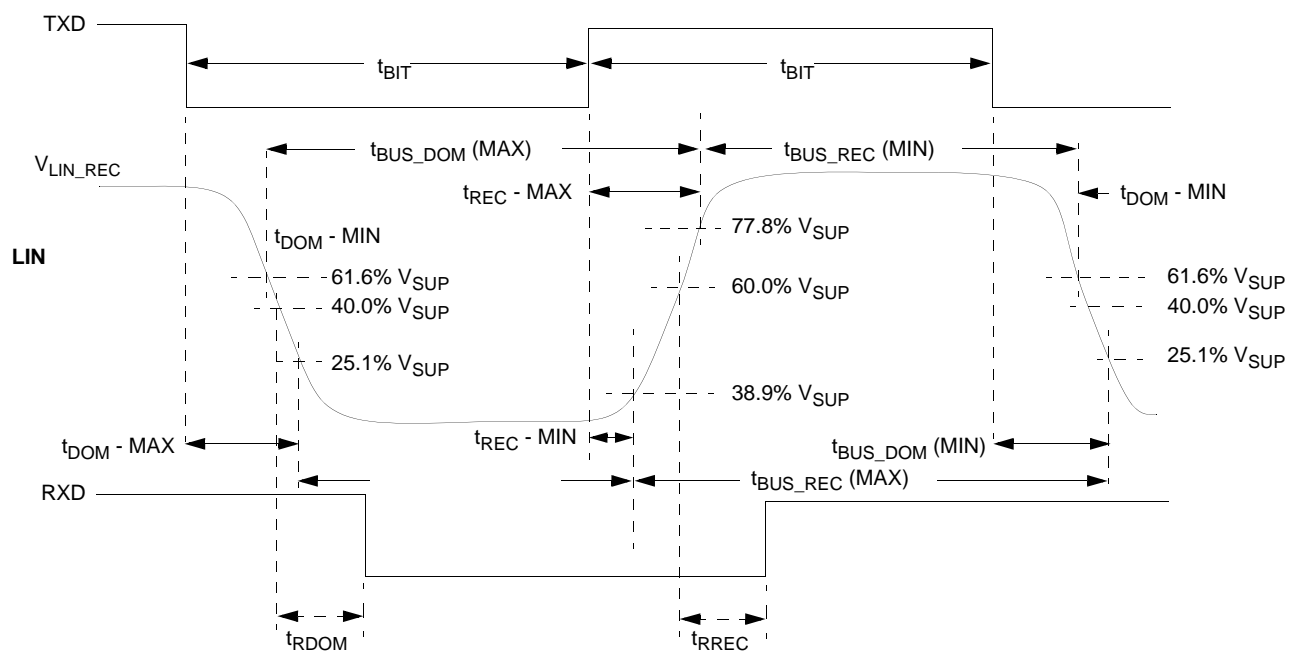 TXD
tBIT
tBIT
tBUS_DOM (MAX)
tBUS_REC (MIN)
VLIN_REC
tREC - MAX
tDOM - MIN
77.8% VSUP
tDOM - MIN
LIN
61.6% VSUP
60.0% VSUP
61.6% VSUP
40.0% VSUP
40.0% VSUP
25.1% VSUP
25.1% VSUP
38.9% VSUP
tDOM - MAX
tREC - MIN
tBUS_DOM (MIN)
RXD
tBUS_REC (MAX)
tRDOM
tRREC